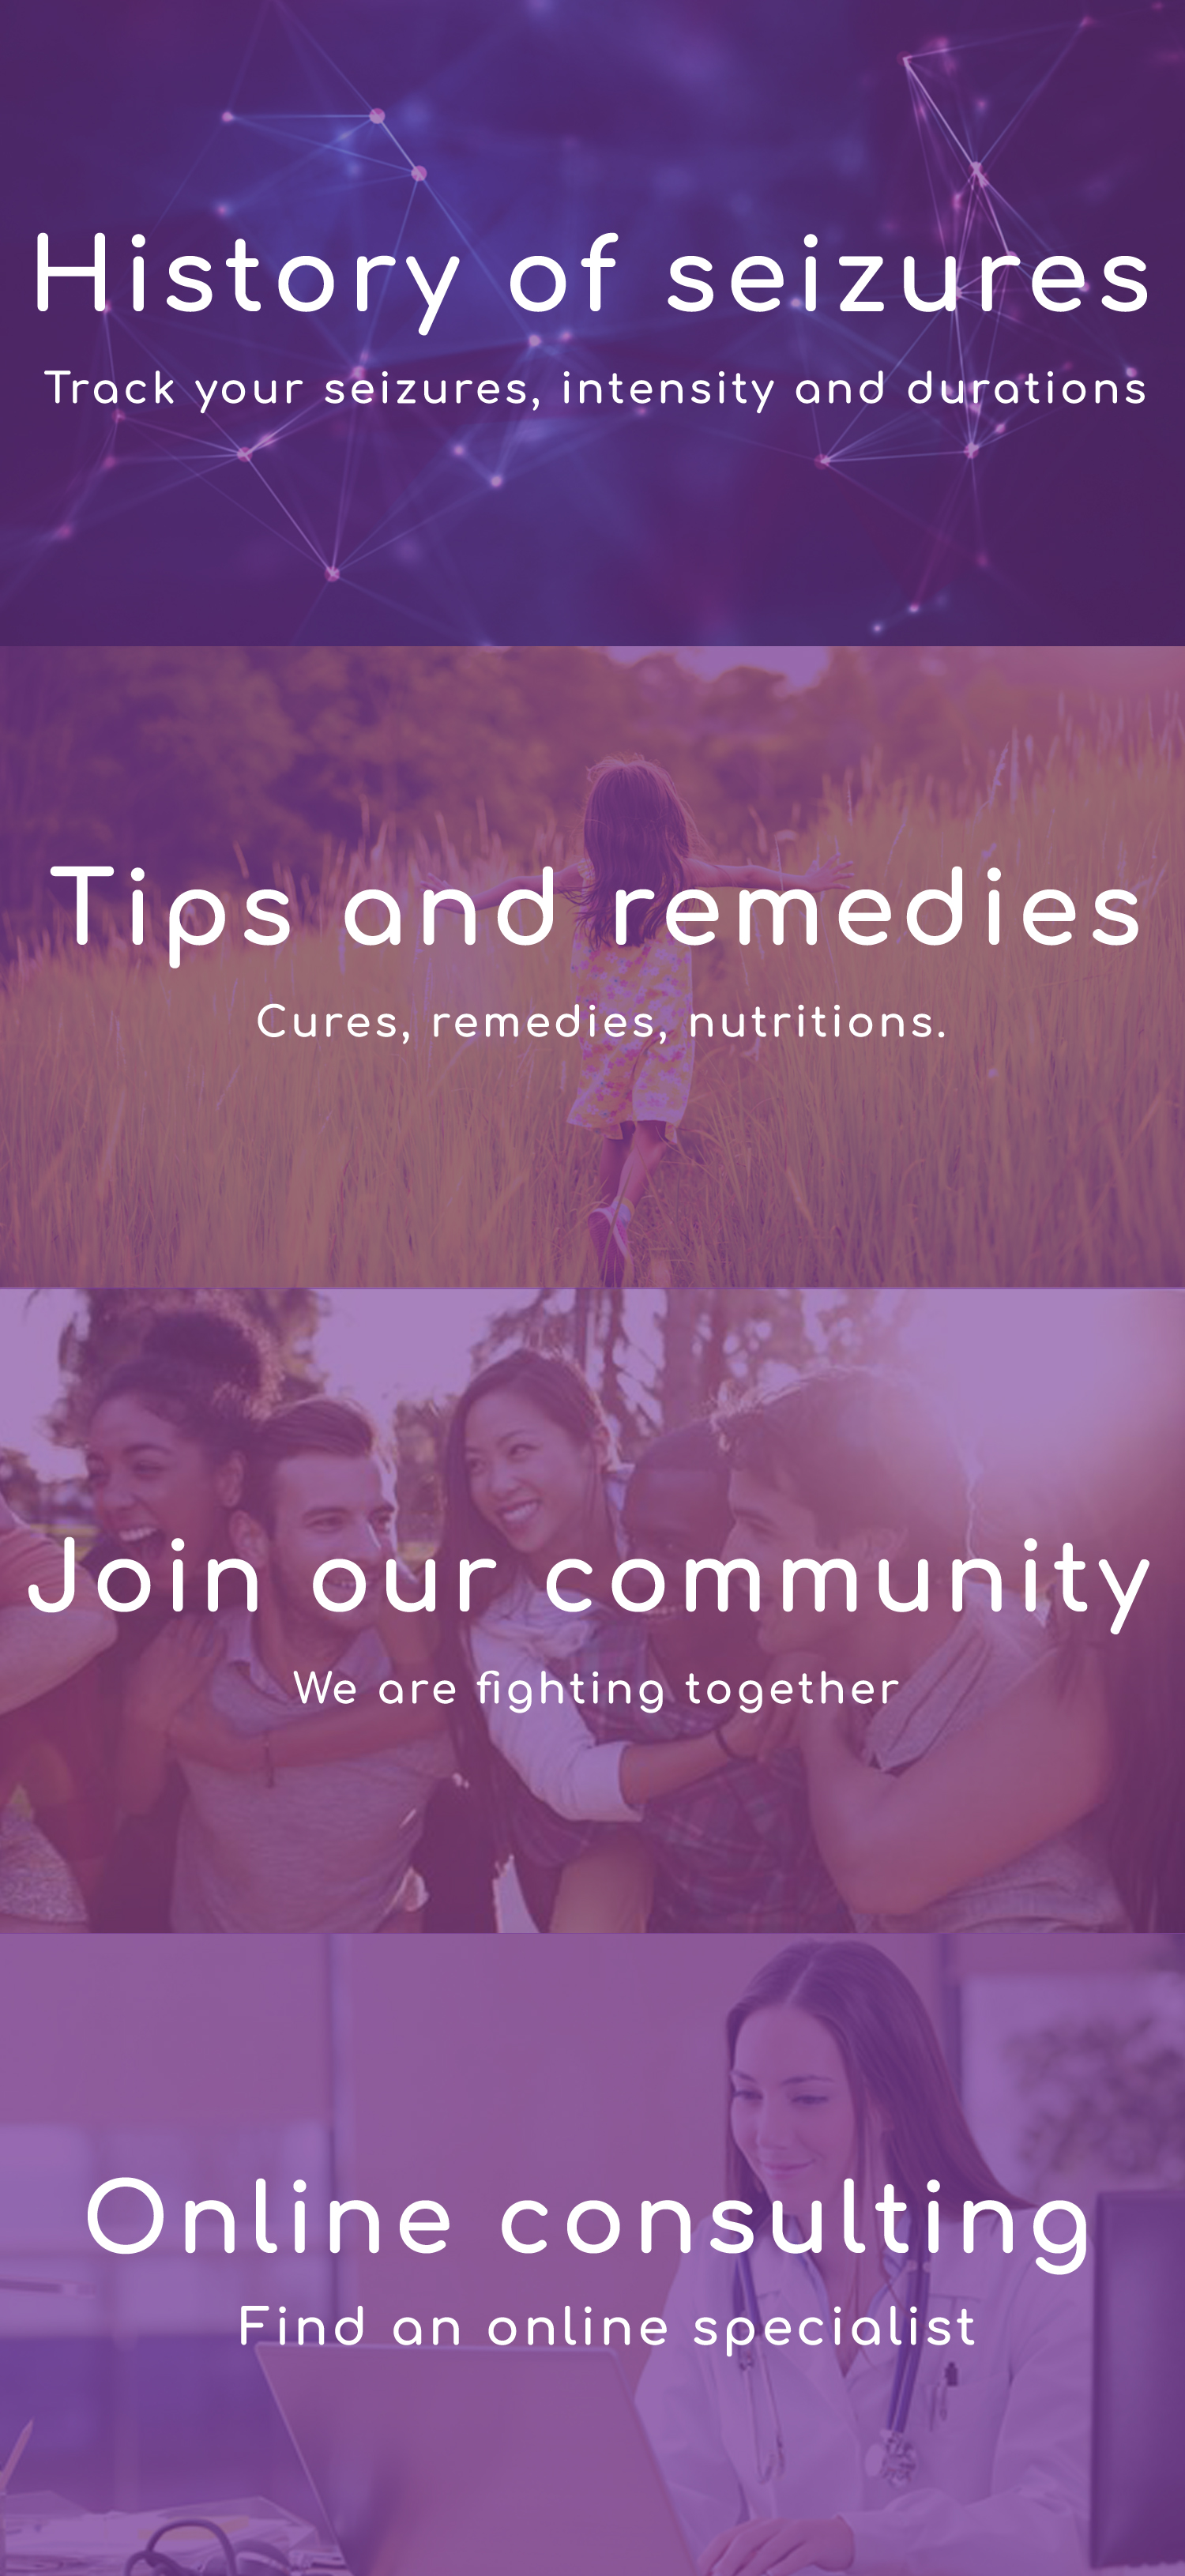 History of seizures
Track your seizures, intensity and durations
Tips and remedies
Cures, remedies, nutritions.
Join our community
We are fighting together
Online consulting
Find an online specialist